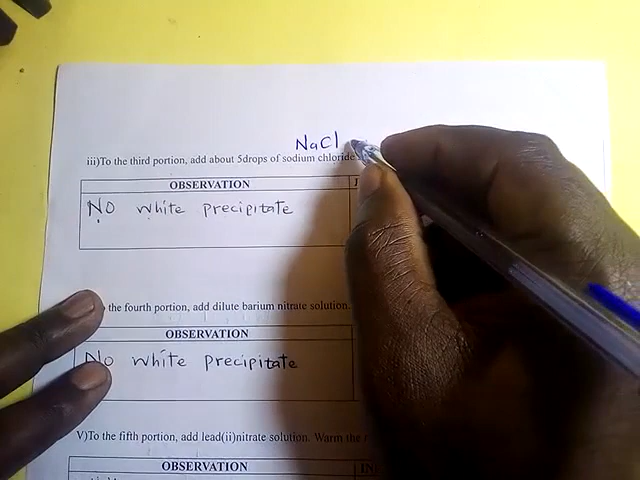 NaCl
iii)To the third portion, add about 5drops of sodium chloride
OBSERVATION
No white precipitate
the fourth portion, add dilute barium nitrate solution.
OBSERVATION
No white precipitate
V)To the fifth portion, add lead(ii)nitrate solution. Warm the
OBSERVATION